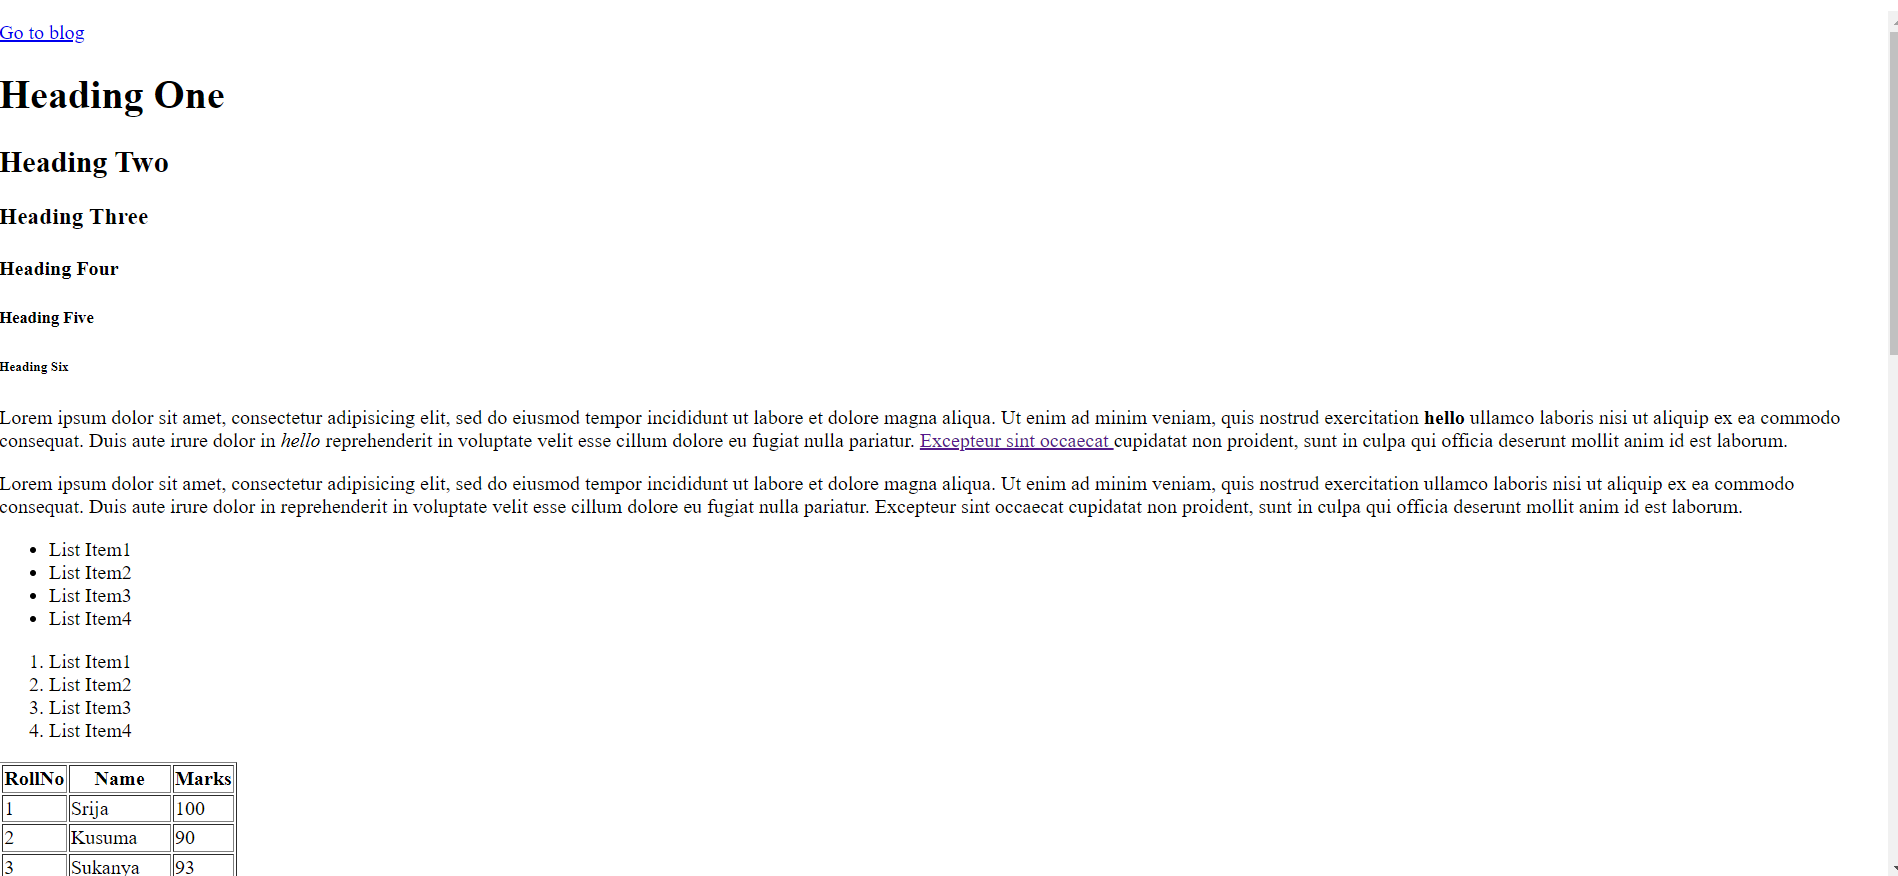 Go to blog
Heading One
Heading Two
Heading Three
Heading Four
Heading Five
Heading Six
Lorem ipsum dolor sit amet, consectetur adipisicing elit, sed do eiusmod tempor incididunt ut labore et dolore magna aliqua. Ut enim ad minim veniam, quis nostrud exercitation hello ullamco laboris nisi ut aliquip ex ea commodo
consequat. Duis aute irure dolor in hello reprehenderit in voluptate velit esse cillum dolore eu fugiat nulla pariatur. Excepteur sint occaecat cupidatat non proident, sunt in culpa qui officia deserunt mollit anim id est laborum.
Lorem ipsum dolor sit amet, consectetur adipisicing elit, sed do eiusmod tempor incididunt ut labore et dolore magna aliqua. Ut enim ad minim veniam, quis nostrud exercitation ullamco laboris nisi ut aliquip ex ea commodo
consequat. Duis aute irure dolor in reprehenderit in voluptate velit esse cillum dolore eu fugiat nulla pariatur. Excepteur sint occaecat cupidatat non proident, sunt in culpa qui officia deserunt mollit anim id est laborum.
• List Item1
• List Item2
• List Item3
• List Item4
1. List Item1
2. List Item2
3. List Item3
4. List Item4
RollNo Name Marks
1 Srija 100
2 Kusuma 90
3 Sukanya 93